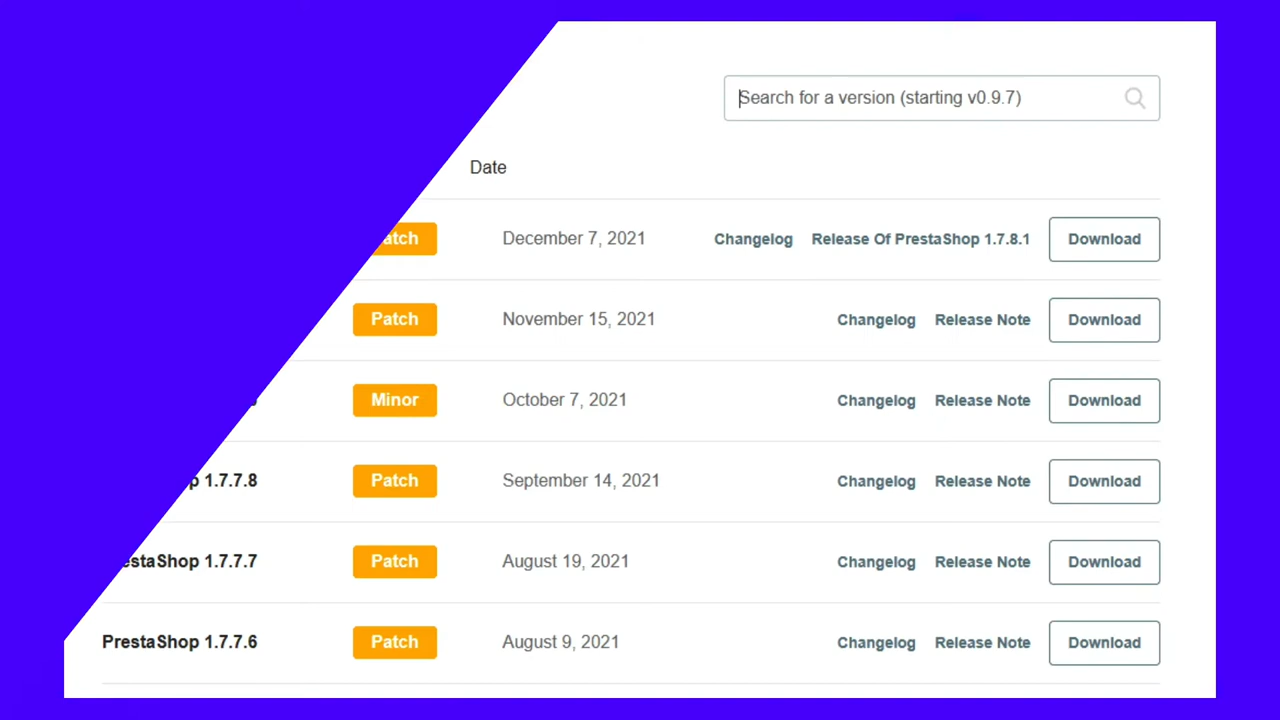 Search for a version (starting v0.9.7)
Date
December 7, 2021 Changelog Release Of PrestaShop 1.7.8.1 Download
Patch November 15, 2021 Changelog Release Note Download
Minor October 7, 2021 Changelog Release Note Download
1.7.7.8 Patch September 14, 2021 Changelog Release Note Download
1.7.7.7 Patch August 19, 2021 Changelog Release Note Download
PrestaShop 1.7.7.6 Patch August 9, 2021 Changelog Release Note Download